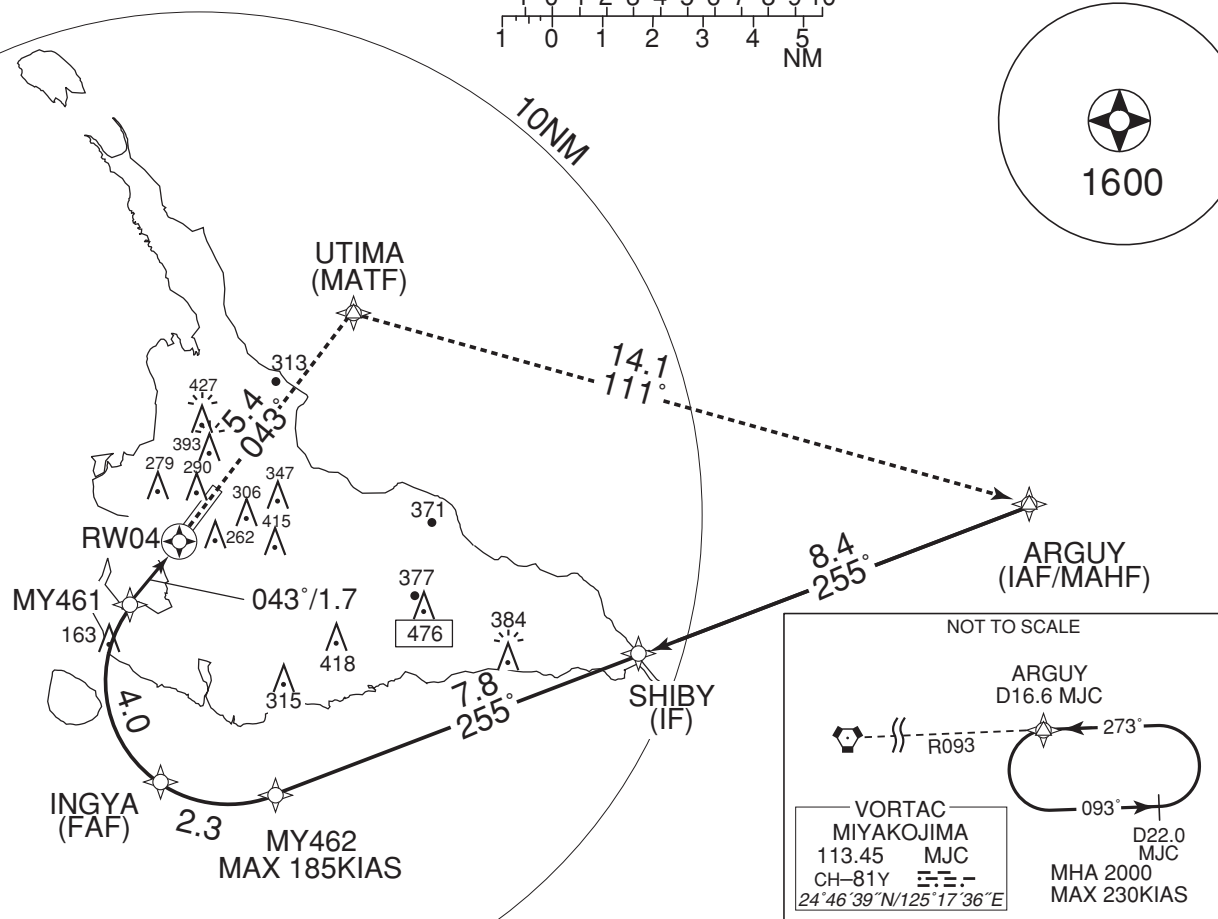 1 0 1 2 3 4 5 6 7 8 9 10
1 0 1 2 3 4 5
NM
10NM
1600
UTIMA
(MATF)
14.1
111°
313
427
5.4
043°
393
279
290
347
306
415
262
371
RW04
8.4
255°
ARGUY
(IAF/MAHF)
MY461
043°/1.7
377
163
476
384
418
315
4.0
7.8
255°
SHIBY
(IF)
INGYA
(FAF)
2.3
MY462
MAX 185KIAS
NOT TO SCALE
ARGUY
D16.6 MJC
273°
R093
093°
D22.0
MJC
VORTAC
MIYAKOJIMA
113.45 MJC
CH–81Y
24°46′39″N/125°17′36″E
MHA 2000
MAX 230KIAS